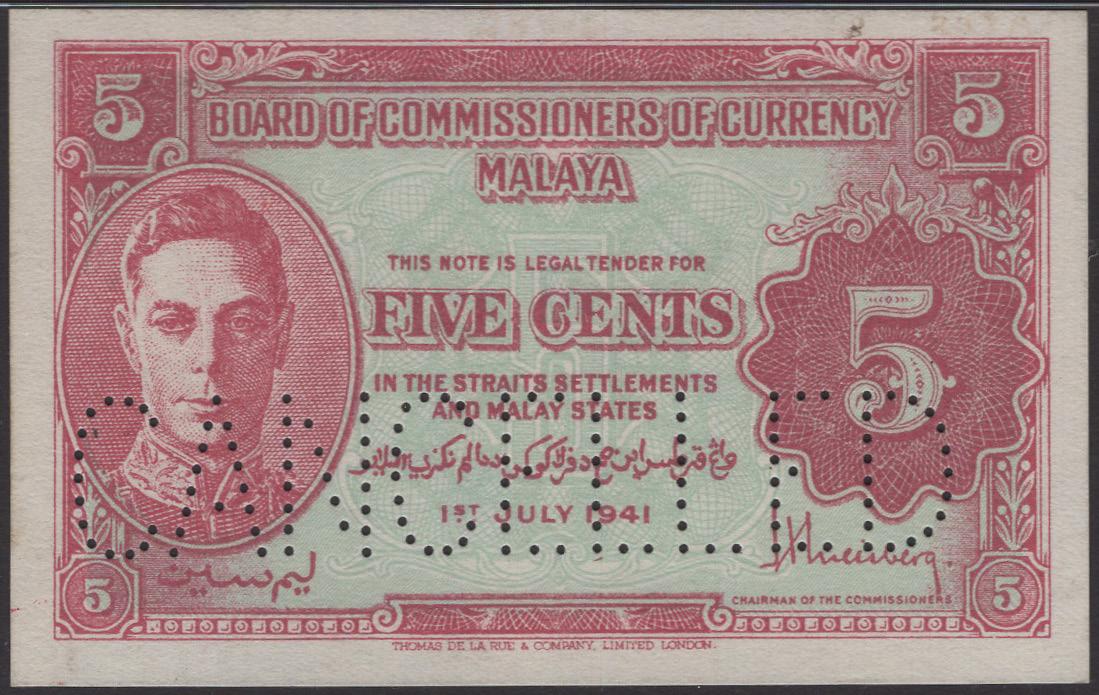 5 5
BOARD OF COMMISSIONERS OF CURRENCY
MALAYA
THIS NOTE IS LEGAL TENDER FOR
FIVE CENTS
5
IN THE STRAITS SETTLEMENTS
AND MALAY STATES
CANCELLED
1ST JULY 1941
ليم سين
CHAIRMAN OF THE COMMISSIONERS.
5 5
THOMAS DE LA RUE & COMPANY, LIMITED LONDON.